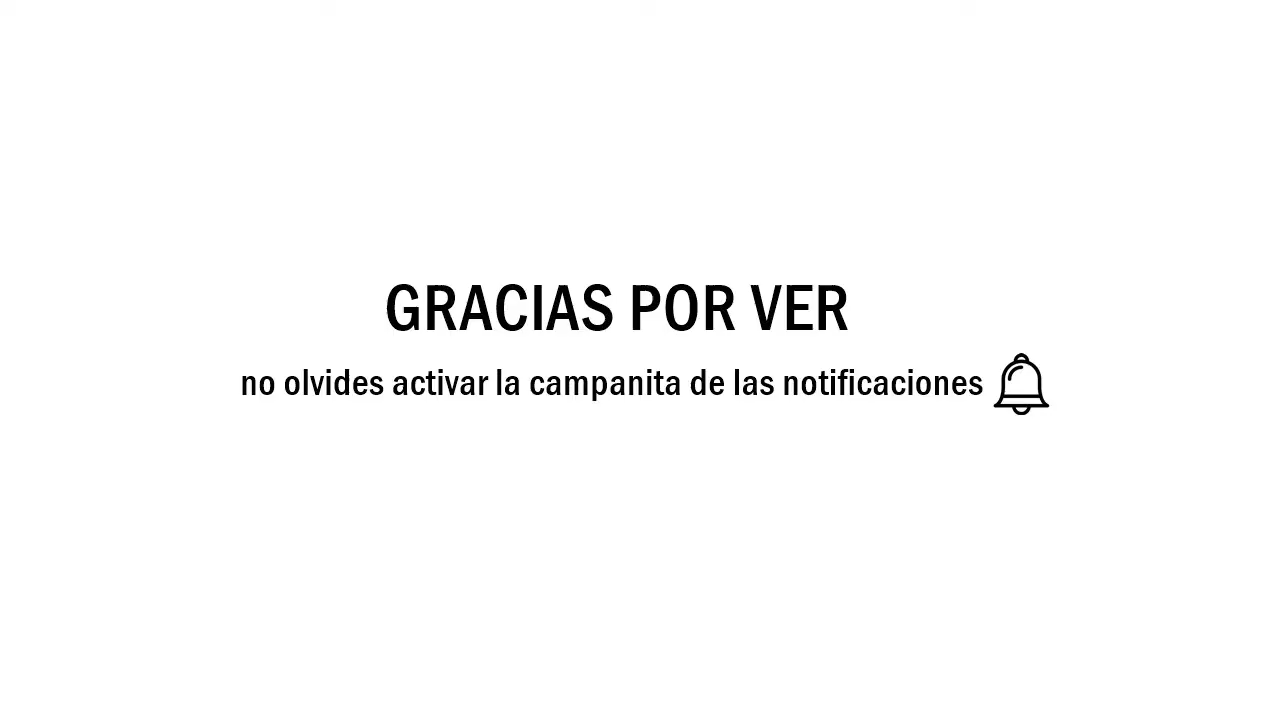 GRACIAS POR VER
no olvides activar la campanita de las notificaciones